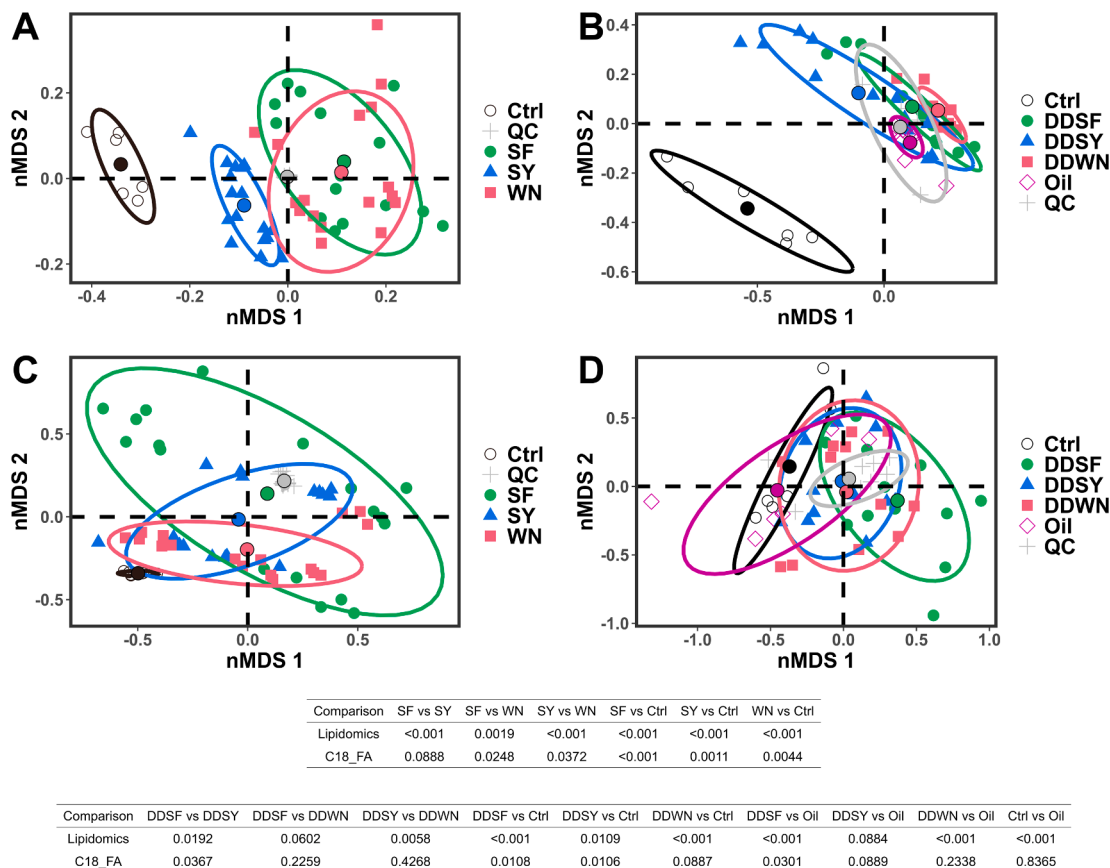 A
nMDS 2
0.2
0.0
-0.2
-0.4
-0.2
0.0
0.2
nMDS 1
Ctrl
QC
SF
SY
WN
B
nMDS 2
0.4
0.2
0.0
-0.2
-0.4
-0.6
-0.5
0.0
nMDS 1
Ctrl
DDSF
DDSY
DDWN
Oil
QC
C
nMDS 2
0.5
0.0
-0.5
-0.5
0.0
0.5
nMDS 1
Ctrl
QC
SF
SY
WN
D
nMDS 2
0.5
0.0
-0.5
-1.0
-1.0
-0.5
0.0
0.5
1.0
nMDS 1
Ctrl
DDSF
DDSY
DDWN
Oil
QC
Comparison SF vs SY SF vs WN SY vs WN SF vs Ctrl SY vs Ctrl WN vs Ctrl
Lipidomics <0.001 0.0019 <0.001 <0.001 <0.001 <0.001
C18_FA 0.0888 0.0248 0.0372 <0.001 0.0011 0.0044
Comparison DDSF vs DDSY DDSF vs DDWN DDSY vs DDWN DDSF vs Ctrl DDSY vs Ctrl DDWN vs Ctrl DDSF vs Oil DDSY vs Oil DDWN vs Oil Ctrl vs Oil
Lipidomics 0.0192 0.0602 0.0058 <0.001 0.0109 <0.001 <0.001 0.0884 <0.001 <0.001
C18_FA 0.0367 0.2259 0.4268 0.0108 0.0106 0.0887 0.0301 0.0889 0.2338 0.8365